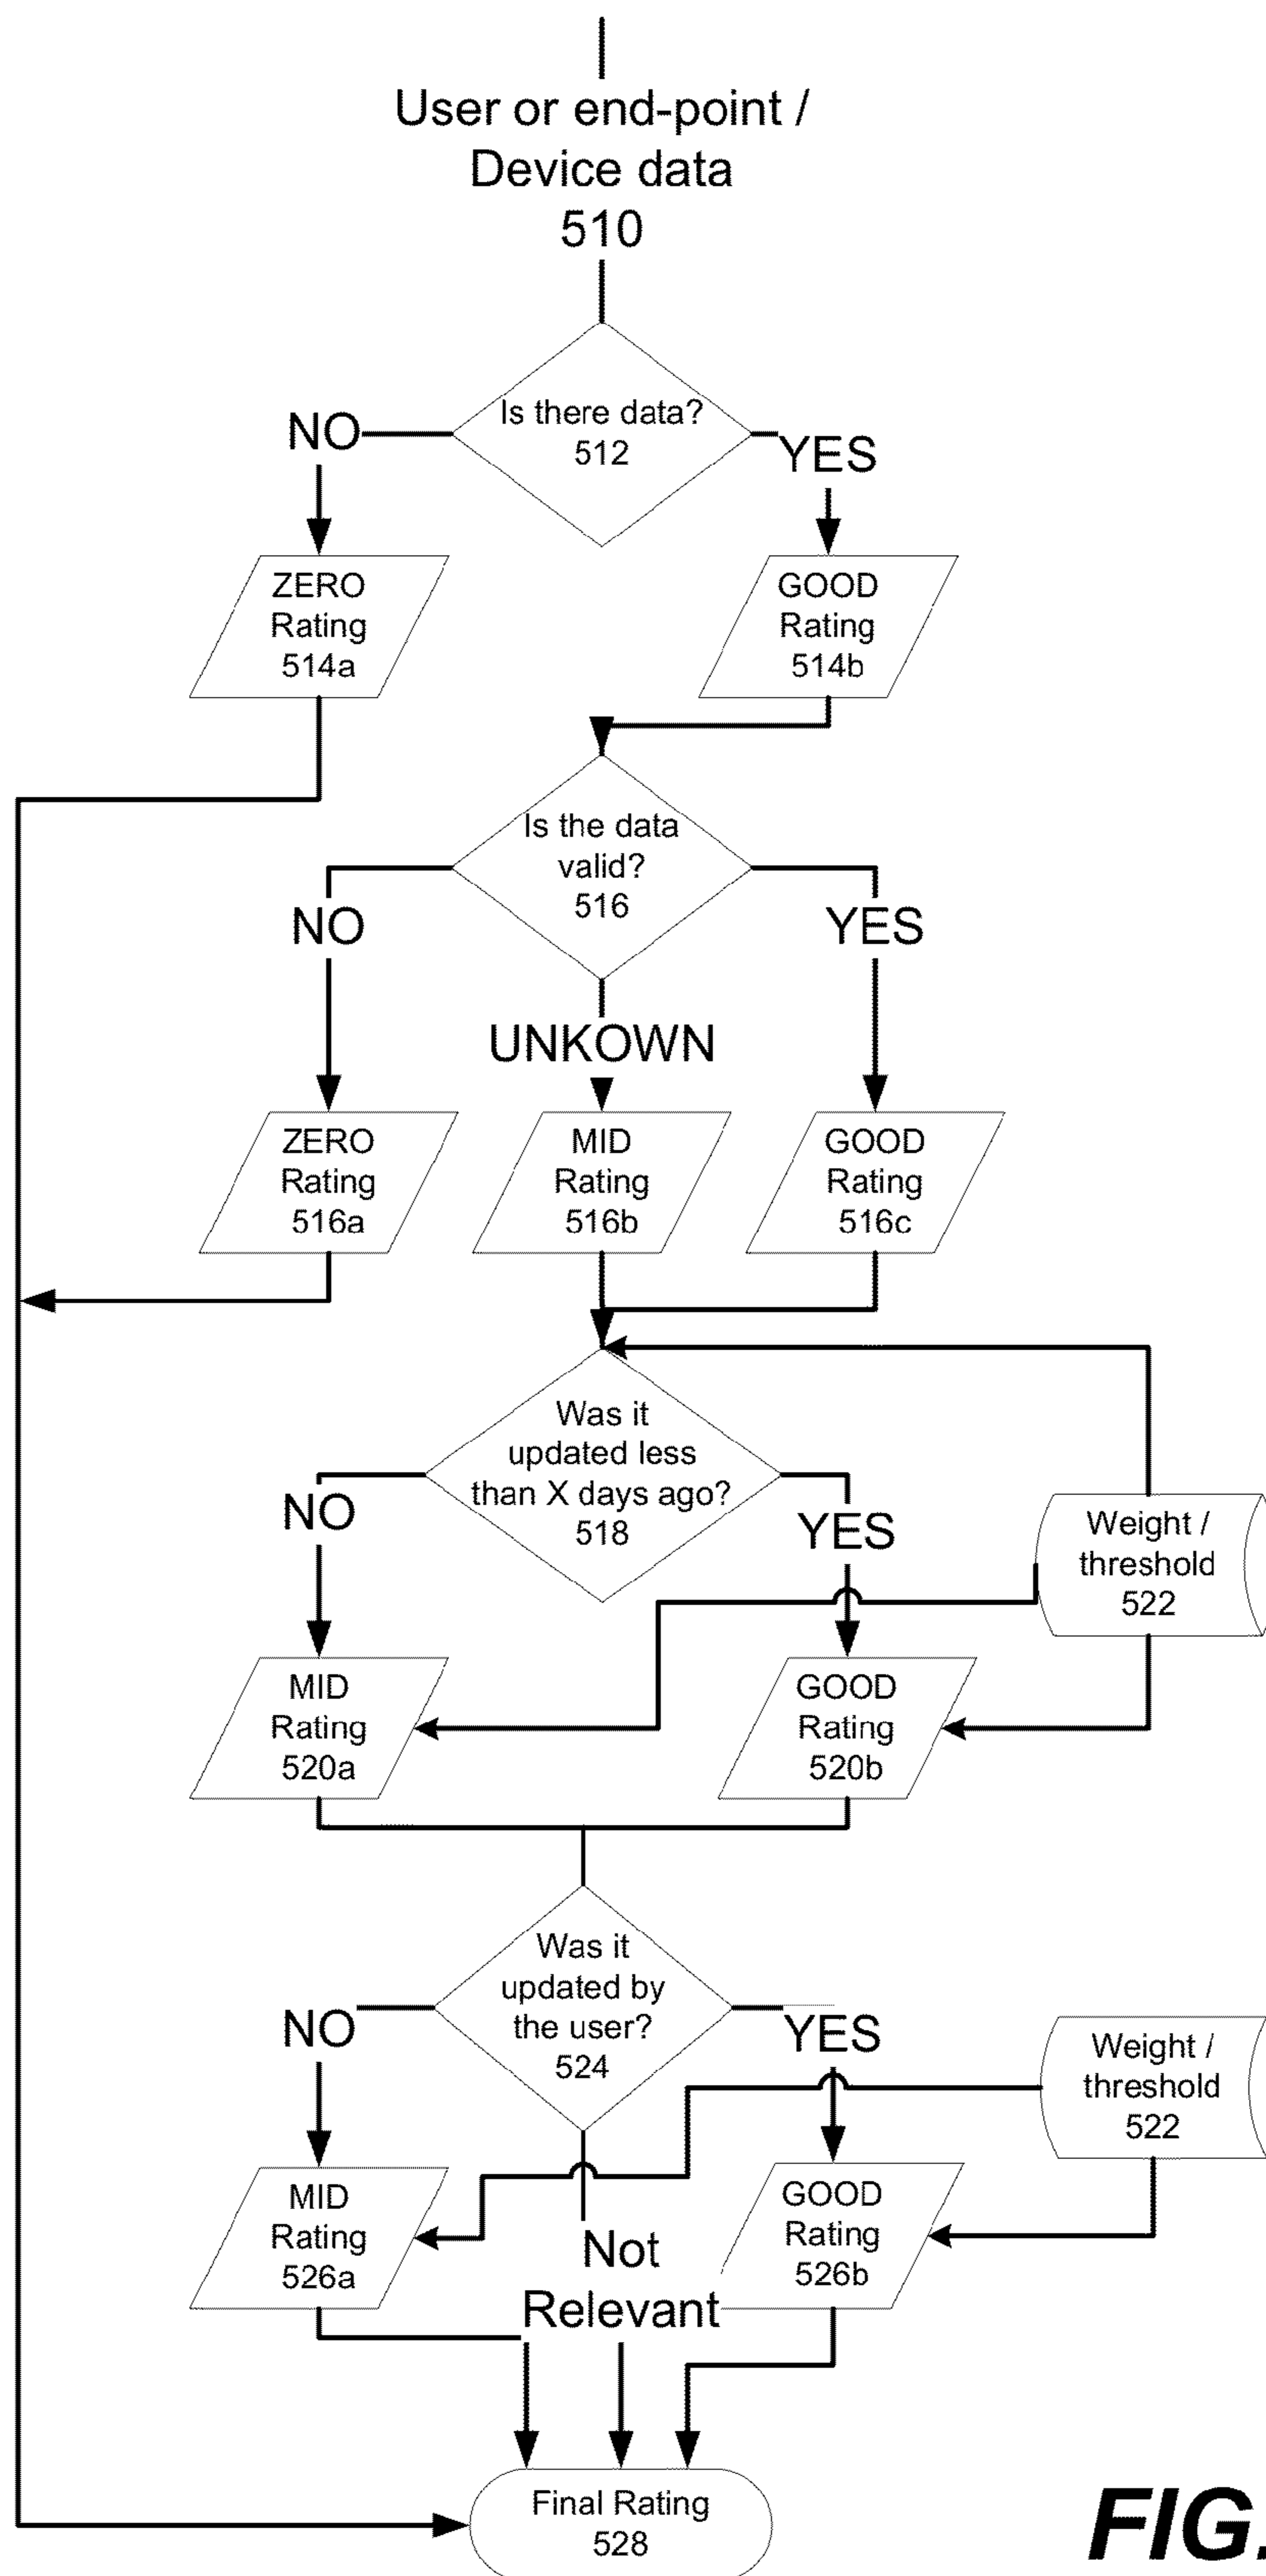 User or end-point /
Device data
510
Is there data?
512
NO
YES
ZERO
Rating
514a
GOOD
Rating
514b
Is the data
valid?
516
NO
YES
UNKOWN
ZERO
Rating
516a
MID
Rating
516b
GOOD
Rating
516c
Was it
updated less
than X days ago?
518
NO
YES
Weight /
threshold
522
MID
Rating
520a
GOOD
Rating
520b
Was it
updated by
the user?
524
NO
YES
Weight /
threshold
522
MID
Rating
526a
GOOD
Rating
526b
Not
Relevant
Final Rating
528
FIG.